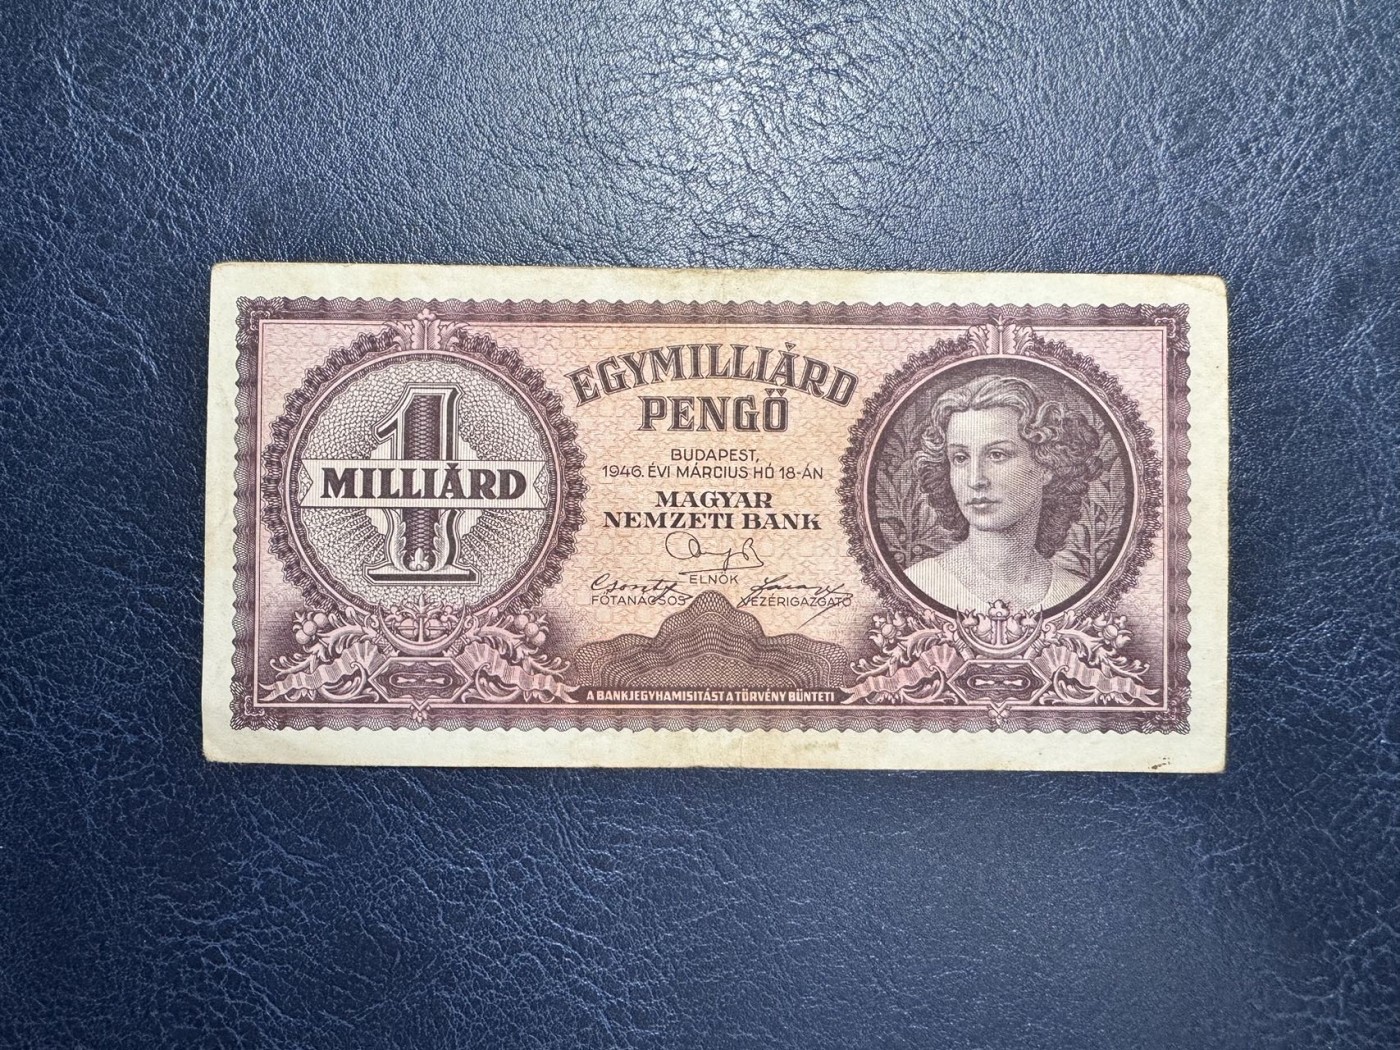 1
MILLIÁRD
EGYMILLIÁRD
PENGŐ
BUDAPEST,
1946. ÉVI MÁRCIUS HÓ 18-ÁN
MAGYAR
NEMZETI BANK
ELNÖK
FŐTANÁCSOS
VEZÉRIGAZGATÓ
A BANKJEGYHAMISITÁST A TÖRVÉNY BÜNTETI